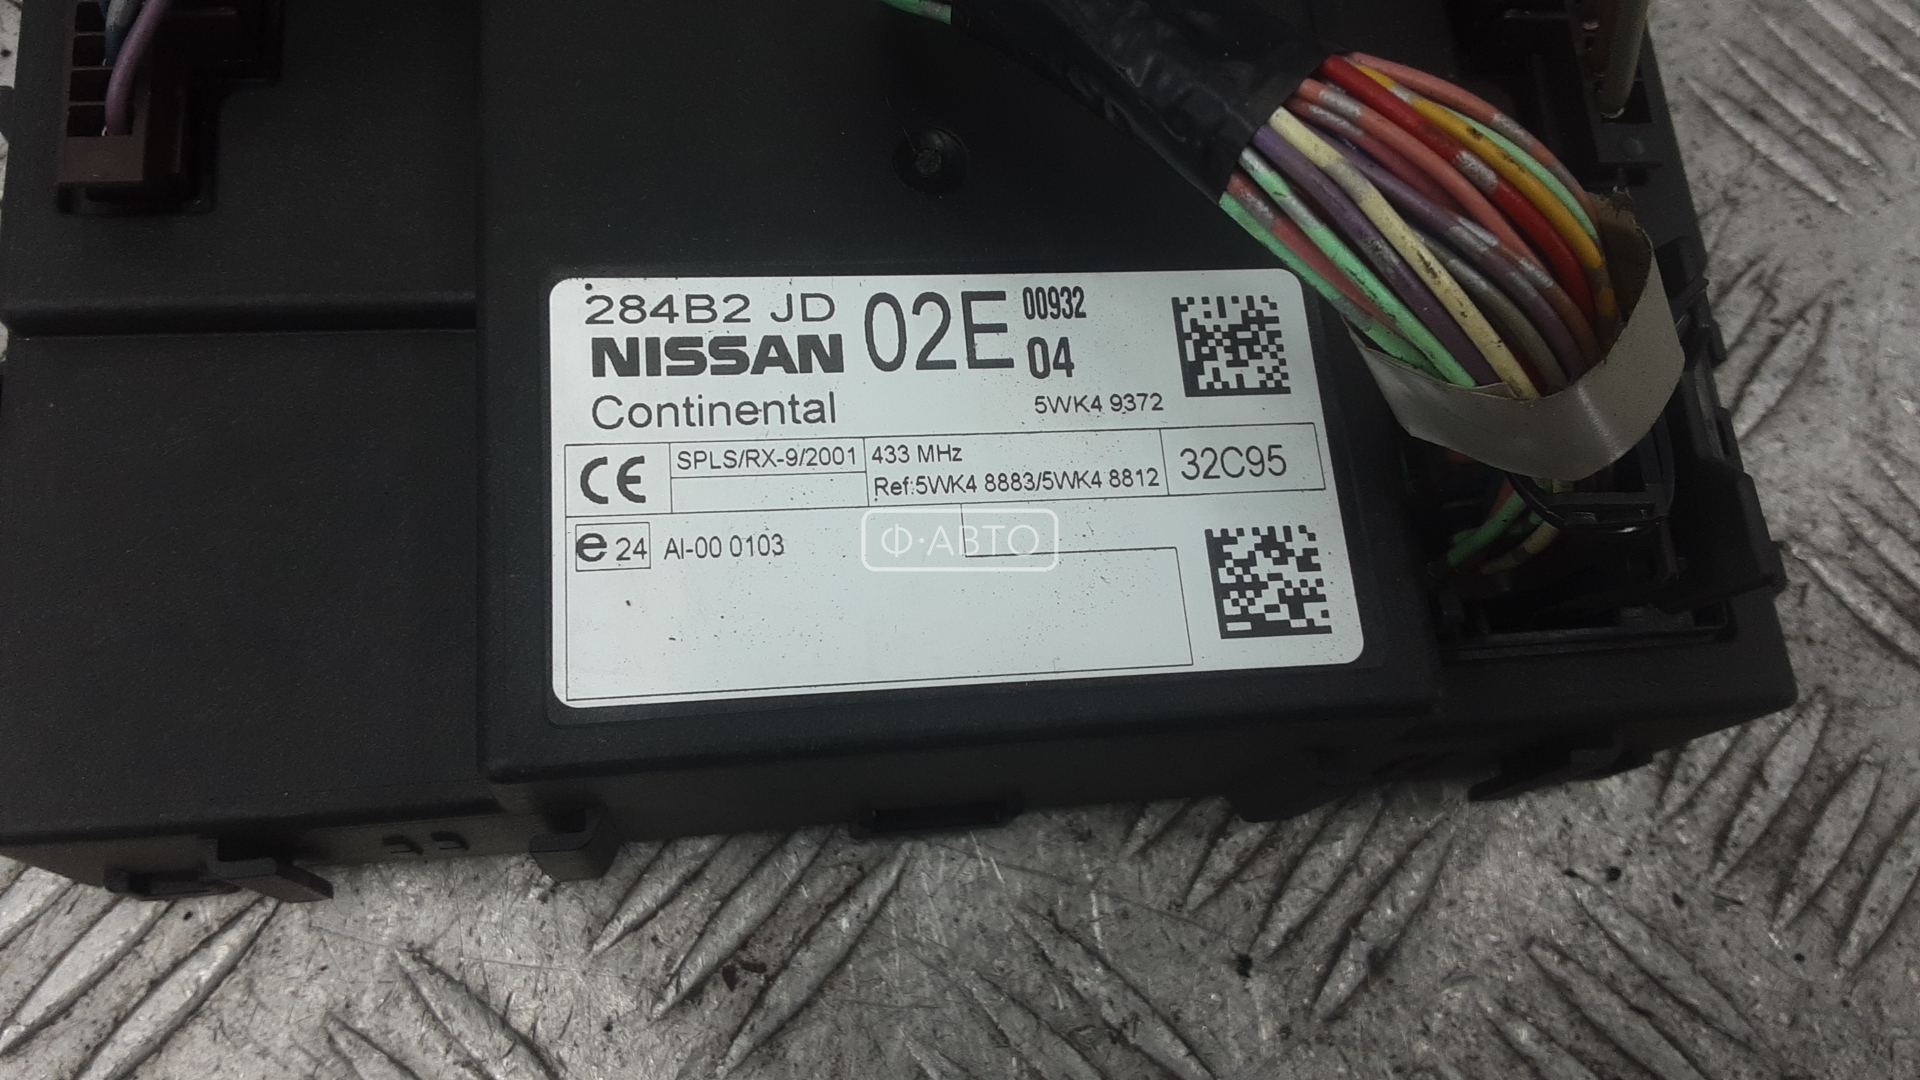 284B2 JD 02E 00932
NISSAN 04
Continental 5WK4 9372
CE SPLS/RX-9/2001 433 MHz 32C95
Ref:5WK4 8883/5WK4 8812
e 24 AI-00 0103
Ф·АВТО